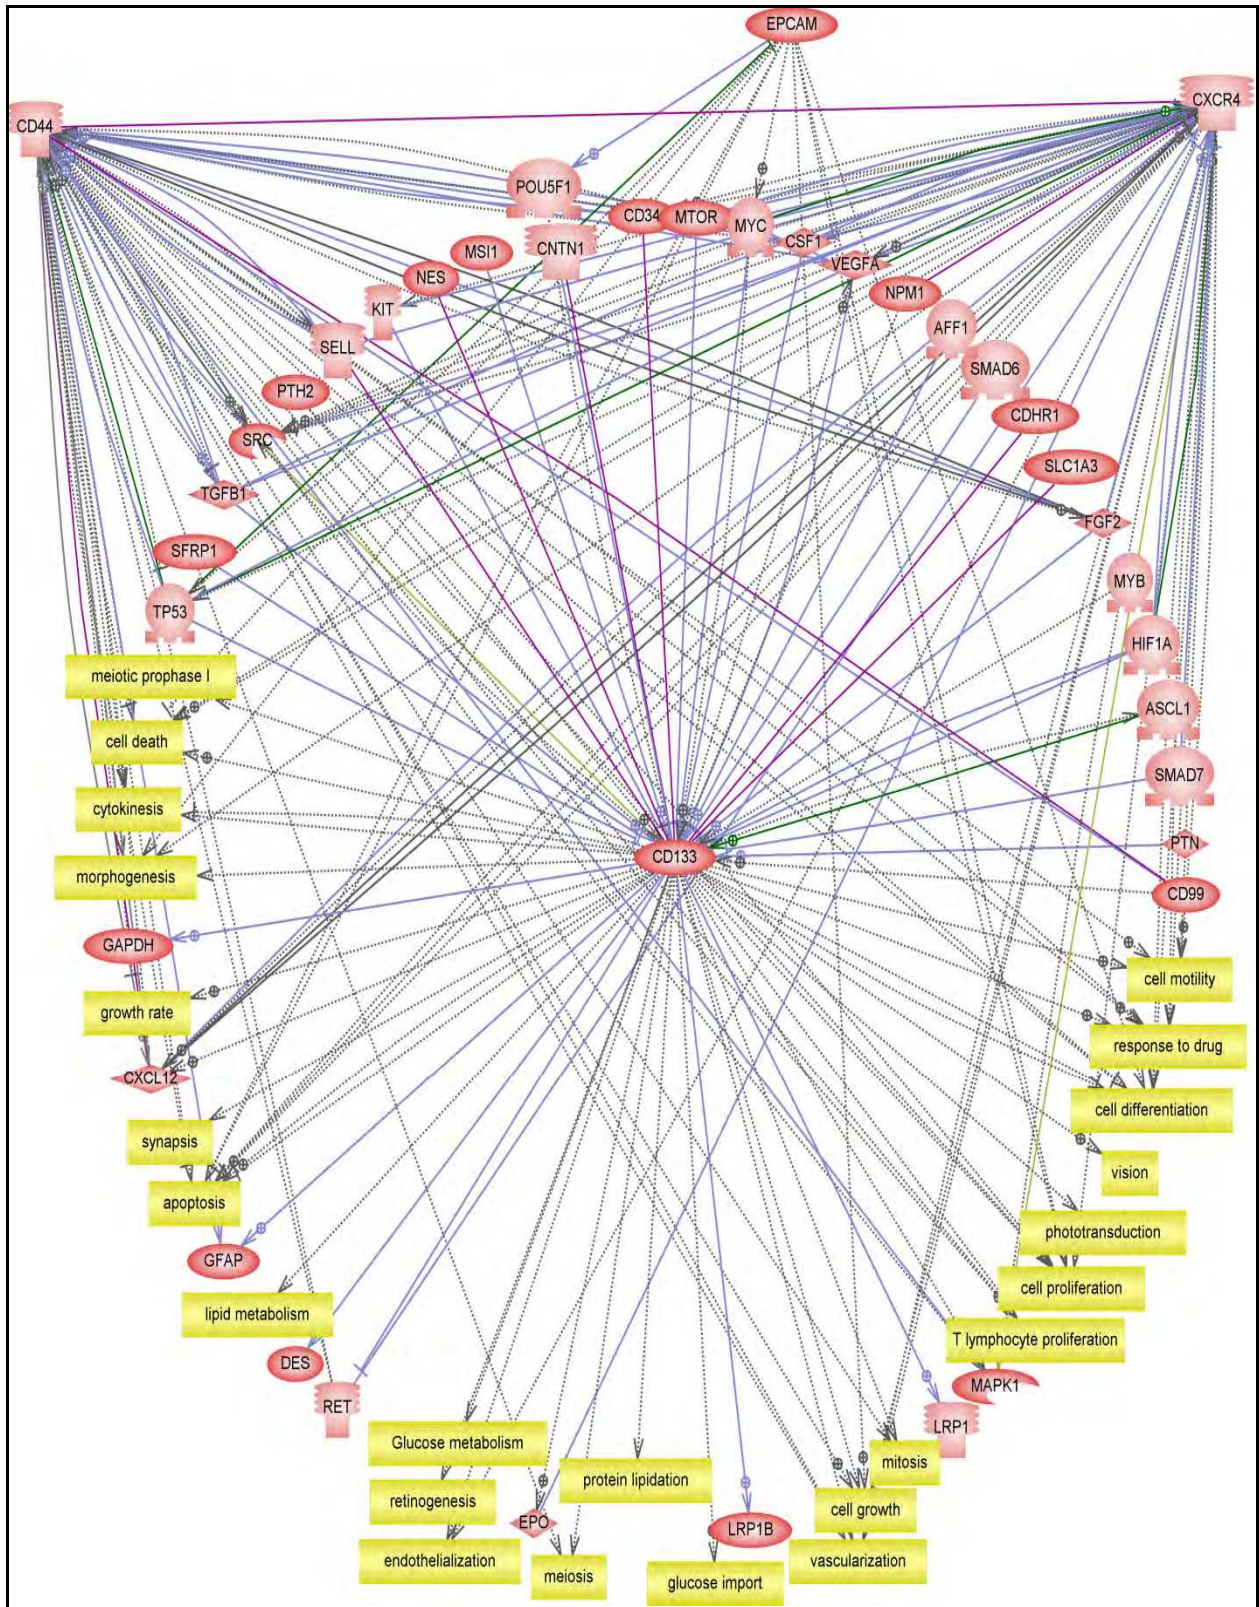 EPCAM
CXCR4
CD44
POU5F1
CD34
MTOR
MYC
CSF1
CNTN1
MSI1
VEGFA
NES
NPM1
KIT
AFF1
SELL
SMAD6
PTH2
CDHR1
SRC
SLC1A3
TGFB1
FGF2
SFRP1
MYB
TP53
HIF1A
meiotic prophase I
ASCL1
cell death
SMAD7
cytokinesis
PTN
CD133
morphogenesis
CD99
GAPDH
cell motility
growth rate
response to drug
CXCL12
cell differentiation
synapsis
vision
apoptosis
phototransduction
GFAP
cell proliferation
lipid metabolism
T lymphocyte proliferation
DES
MAPK1
RET
LRP1
Glucose metabolism
mitosis
protein lipidation
retinogenesis
cell growth
EPO
LRP1B
endothelialization
vascularization
meiosis
glucose import